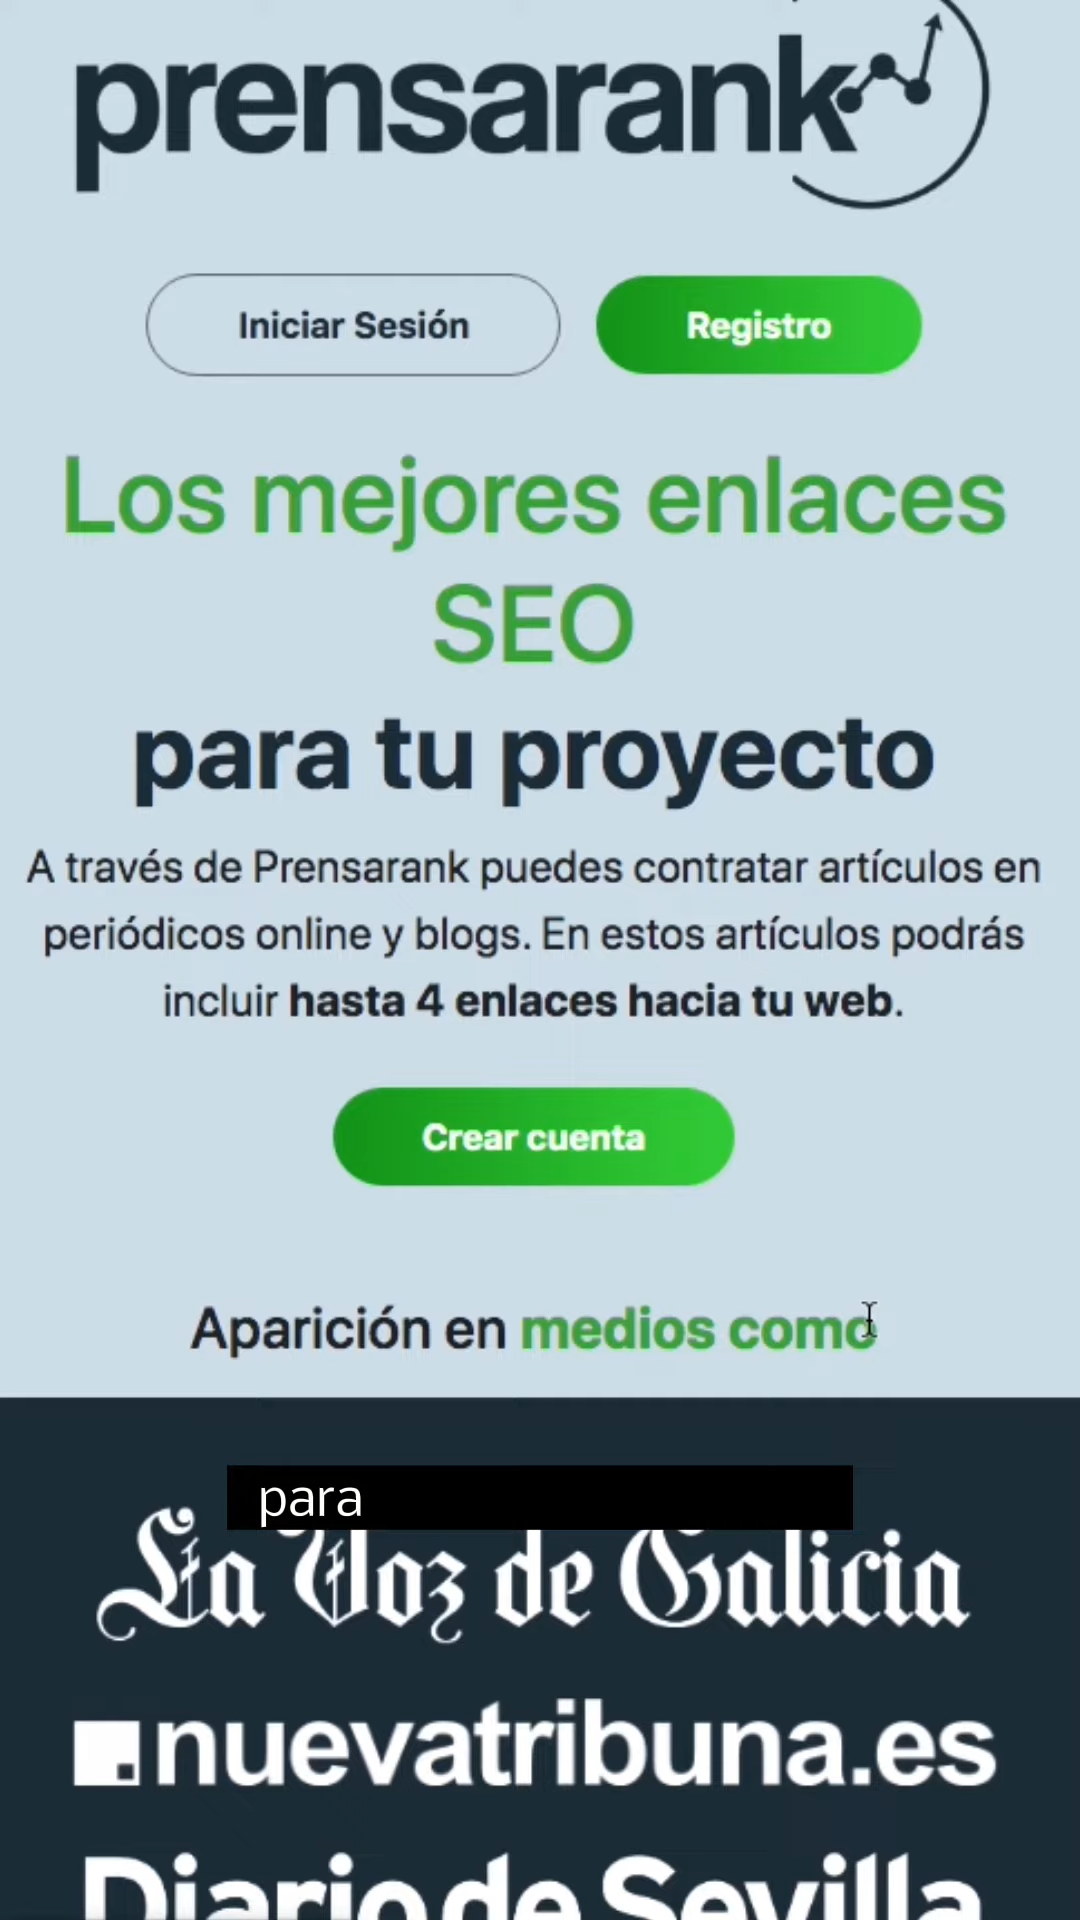 prensarank
Iniciar Sesión
Registro
Los mejores enlaces
SEO
para tu proyecto
A través de Prensarank puedes contratar artículos en
periódicos online y blogs. En estos artículos podrás
incluir hasta 4 enlaces hacia tu web.
Crear cuenta
Aparición en medios como
para
La Voz de Galicia
nuevatribuna.es
Diario de Sevilla